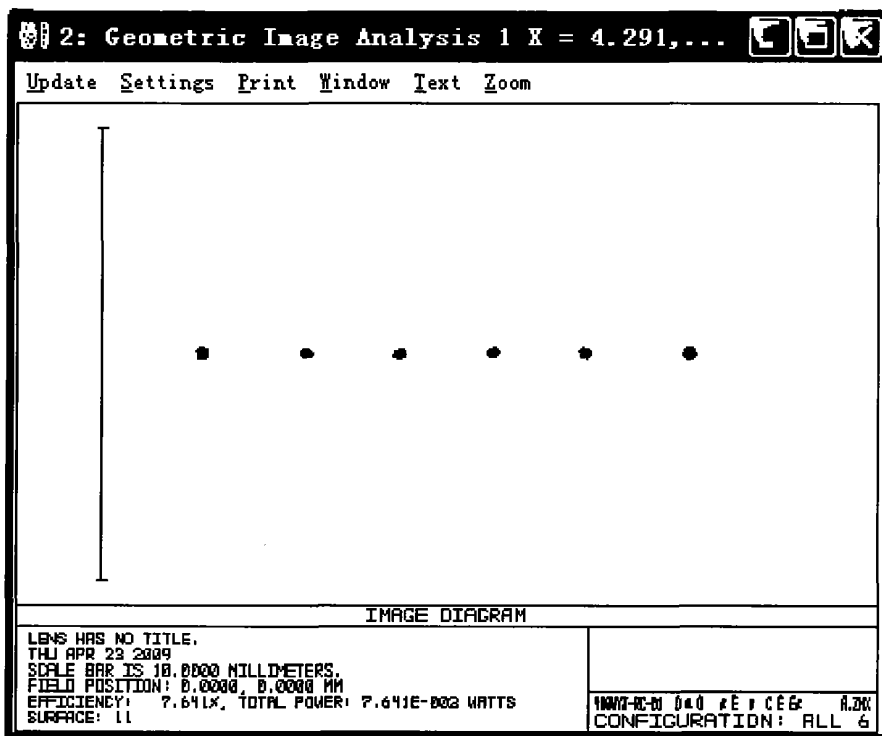 2: Geometric Image Analysis 1 X = 4.291,...
Update Settings Print Window Text Zoom
IMAGE DIAGRAM
LENS HAS NO TITLE.
THU APR 23 2009
SCALE BAR IS 10.0000 MILLIMETERS.
FIELD POSITION: 0.0000, 0.0000 MM
EFFICIENCY: 7.641%, TOTAL POWER: 7.641E-002 WATTS
SURFACE: 11
CONFIGURATION: ALL 6